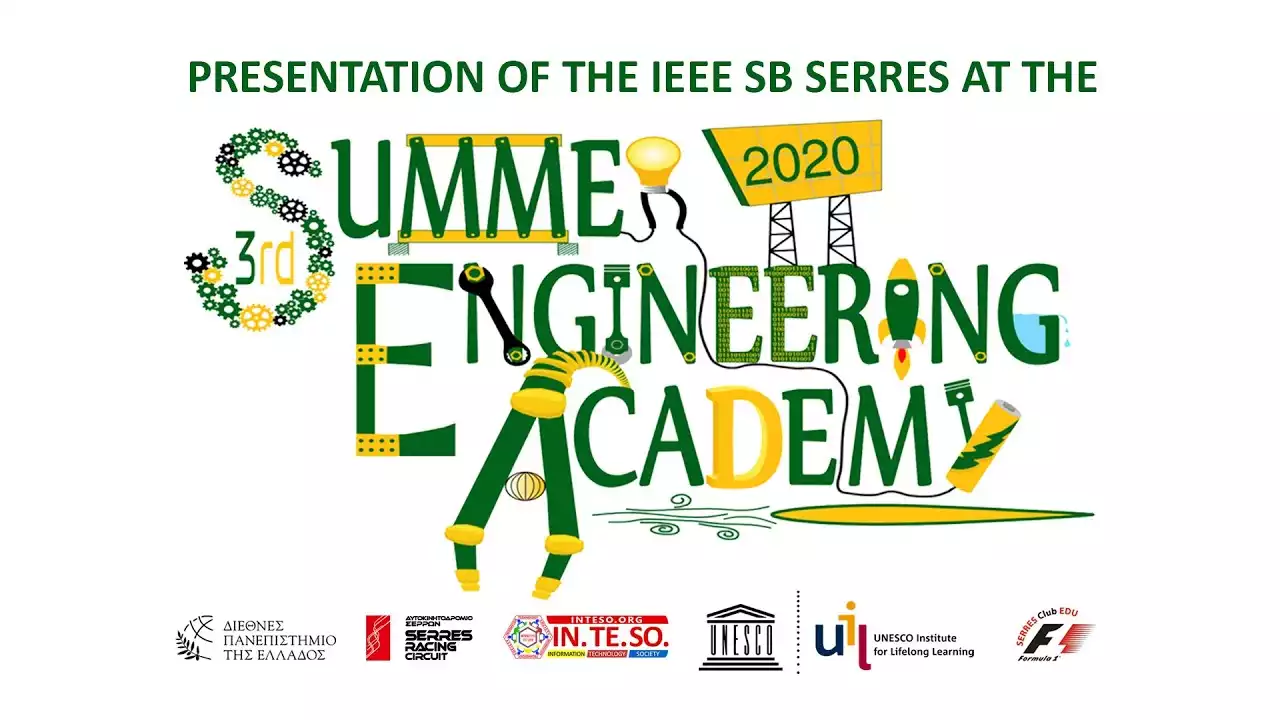 PRESENTATION OF THE IEEE SB SERRES AT THE
SUMMER 2020
3rd
ENGINEERING
ACADEMY
ΔΙΕΘΝΕΣ
ΠΑΝΕΠΙΣΤΗΜΙΟ
ΤΗΣ ΕΛΛΑΔΟΣ
ΑΥΤΟΚΙΝΗΤΟΔΡΟΜΙΟ
ΣΕΡΡΩΝ
SERRES
RACING
CIRCUIT
INTESO.ORG
IN.TE.SO.
INFORMATION TECHNOLOGY SOCIETY
UNESCO
uil
UNESCO Institute
for Lifelong Learning
SERRES Club EDU
F1
Formula 1